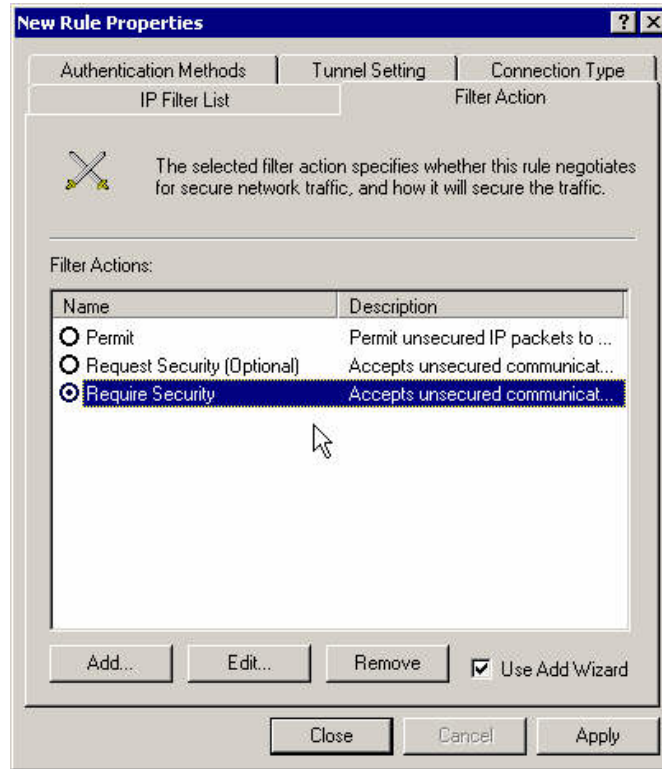 New Rule Properties
Authentication Methods
Tunnel Setting
Connection Type
IP Filter List
Filter Action
The selected filter action specifies whether this rule negotiates
for secure network traffic, and how it will secure the traffic.
Filter Actions:
Name Description
Permit Permit unsecured IP packets to ...
Request Security (Optional) Accepts unsecured communicat...
Require Security Accepts unsecured communicat...
Add... Edit... Remove Use Add Wizard
Close Cancel Apply